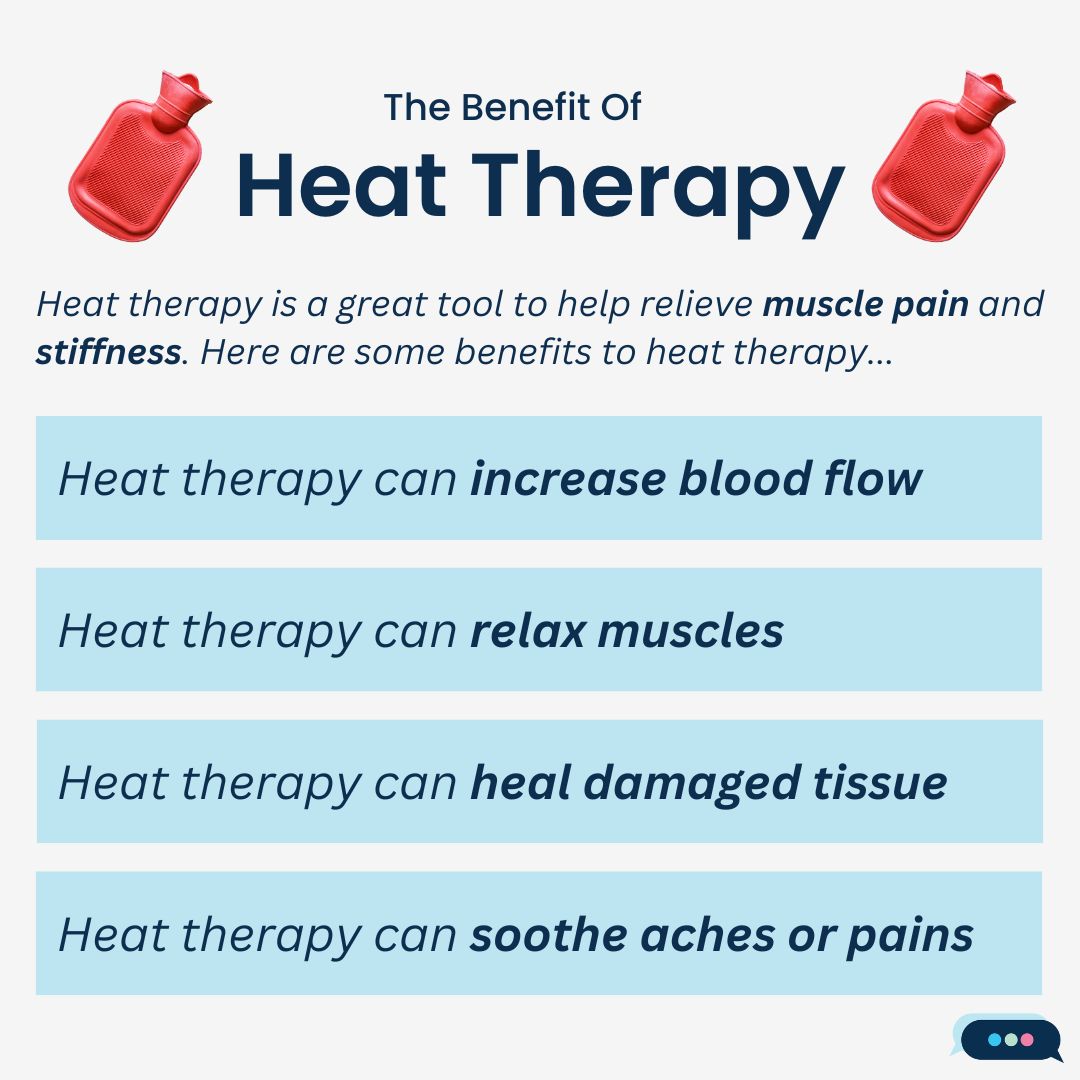 The Benefit Of
Heat Therapy
Heat therapy is a great tool to help relieve muscle pain and
stiffness. Here are some benefits to heat therapy...
Heat therapy can increase blood flow
Heat therapy can relax muscles
Heat therapy can heal damaged tissue
Heat therapy can soothe aches or pains